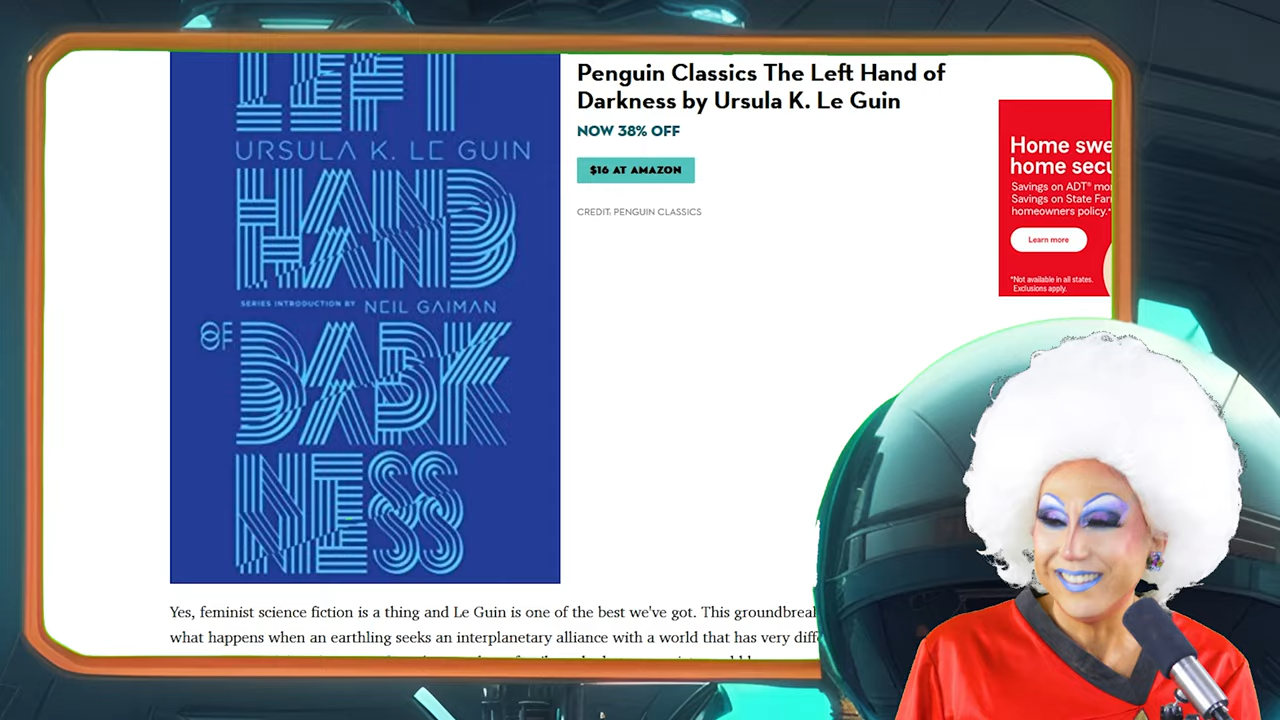 LEFT
URSULA K. LE GUIN
HAND
SERIES INTRODUCTION BY NEIL GAIMAN
OF DARK
NESS
Penguin Classics The Left Hand of
Darkness by Ursula K. Le Guin
NOW 38% OFF
$16 AT AMAZON
CREDIT: PENGUIN CLASSICS
Home swe
home secu
Savings on ADT® mo
Savings on State Far
homeowners policy.*
Learn more
*Not available in all states.
Exclusions apply.
Yes, feminist science fiction is a thing and Le Guin is one of the best we've got. This groundbreal
what happens when an earthling seeks an interplanetary alliance with a world that has very diff